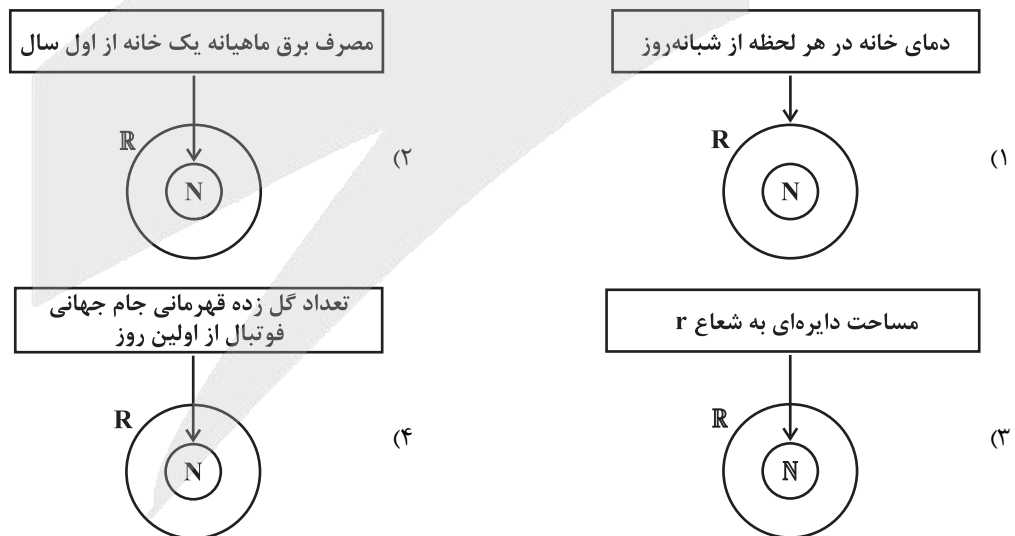 دمای خانه در هر لحظه از شبانه‌روز
R
N
۱)
مصرف برق ماهیانه یک خانه از اول سال
ℝ
N
۲)
مساحت دایره‌ای به شعاع r
ℝ
ℕ
۳)
تعداد گل زده قهرمانی جام جهانی
فوتبال از اولین روز
R
N
۴)